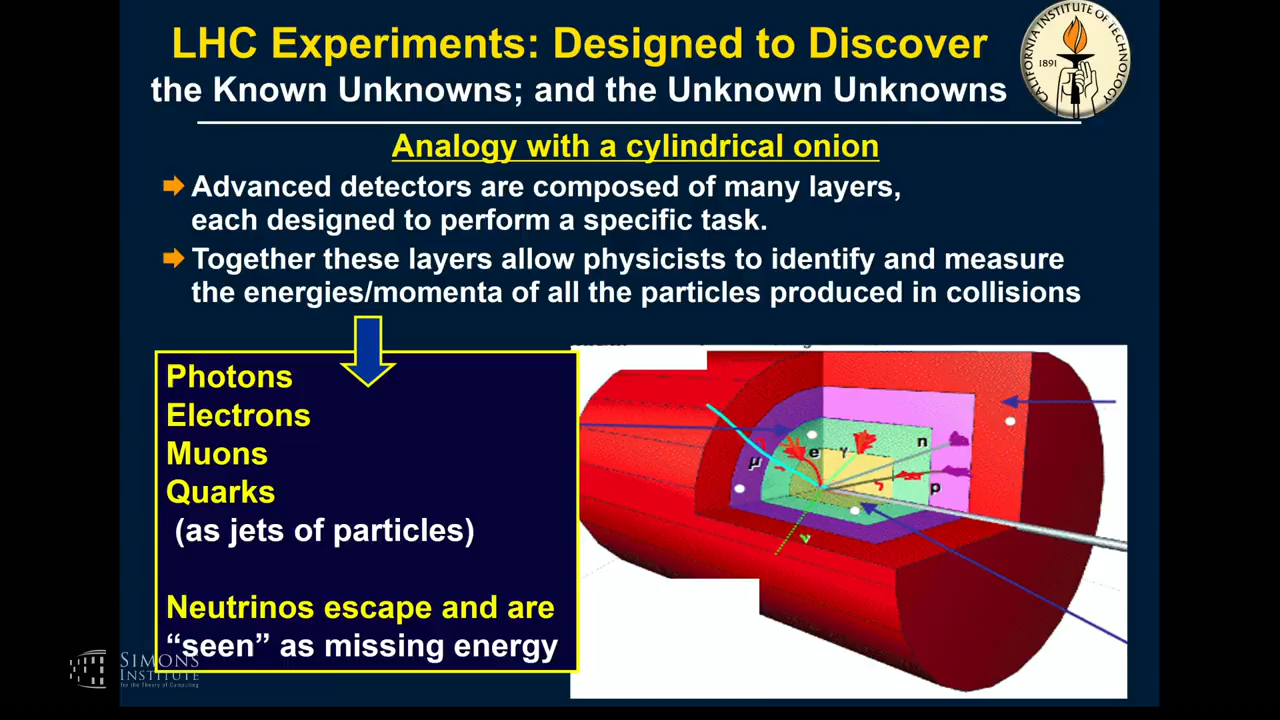 LHC Experiments: Designed to Discover
the Known Unknowns; and the Unknown Unknowns
CALIFORNIA INSTITUTE OF TECHNOLOGY
1891
Analogy with a cylindrical onion
Advanced detectors are composed of many layers,
each designed to perform a specific task.
Together these layers allow physicists to identify and measure
the energies/momenta of all the particles produced in collisions
Photons
Electrons
Muons
Quarks
(as jets of particles)
Neutrinos escape and are
“seen” as missing energy
μ
e
γ
n
p
ν
SIMONS
INSTITUTE
for the Theory of Computing